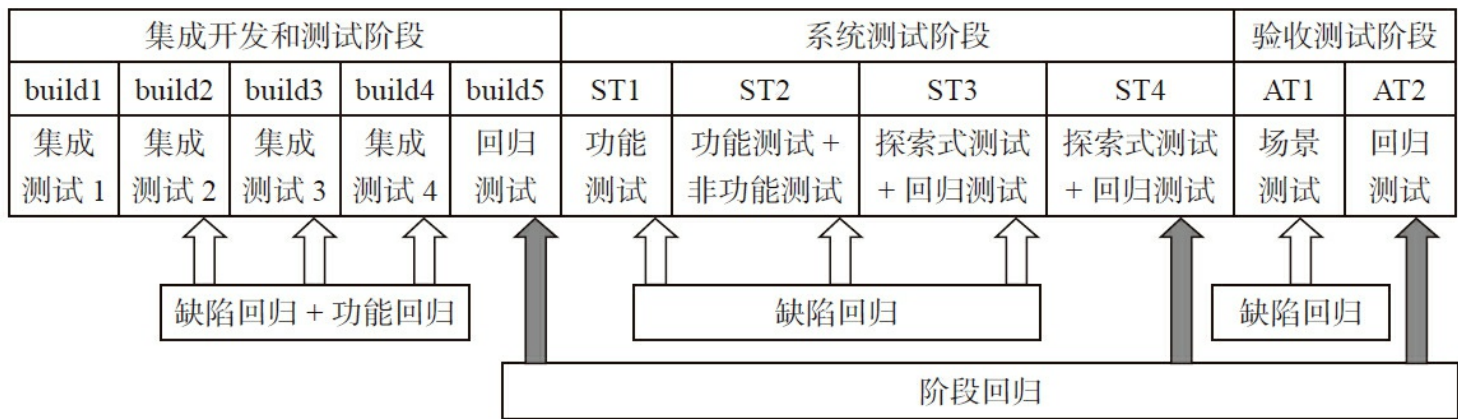 集成开发和测试阶段 系统测试阶段 验收测试阶段
build1 build2 build3 build4 build5 ST1 ST2 ST3 ST4 AT1 AT2
集成 集成 集成 集成 回归 功能 功能测试 + 探索式测试 探索式测试 场景 回归
测试 1 测试 2 测试 3 测试 4 测试 测试 非功能测试 + 回归测试 + 回归测试 测试 测试
缺陷回归 + 功能回归 缺陷回归 缺陷回归
阶段回归